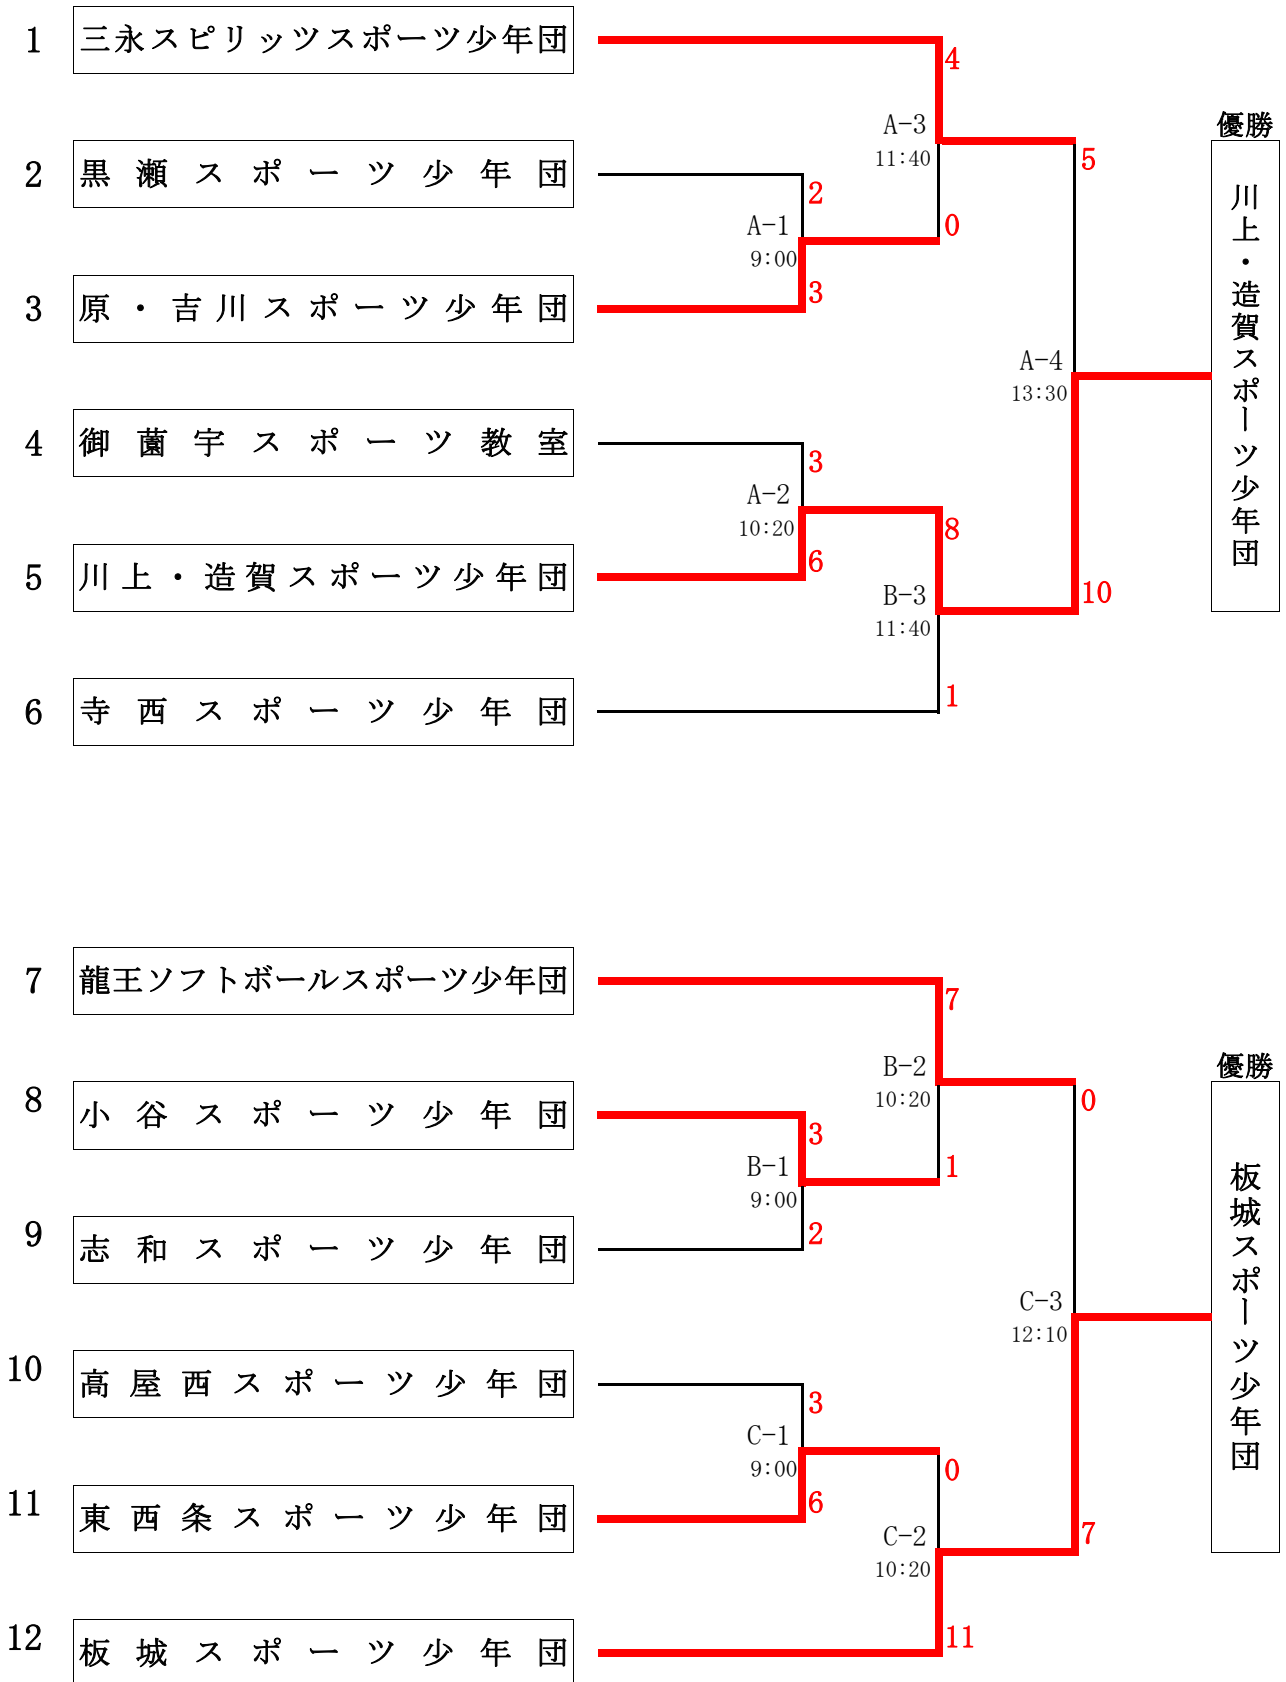 1 三永スピリッツスポーツ少年団
4
A-3
11:40
優勝
5
2 黒瀬スポーツ少年団
2
A-1
9:00
0
3 原・吉川スポーツ少年団
3
川上・造賀スポーツ少年団
A-4
13:30
4 御薗宇スポーツ教室
3
A-2
10:20
8
5 川上・造賀スポーツ少年団
6
B-3
11:40
10
6 寺西スポーツ少年団
1
7 龍王ソフトボールスポーツ少年団
7
B-2
10:20
優勝
0
8 小谷スポーツ少年団
3
B-1
9:00
1
9 志和スポーツ少年団
2
板城スポーツ少年団
C-3
12:10
10 高屋西スポーツ少年団
3
C-1
9:00
0
11 東西条スポーツ少年団
6
C-2
10:20
7
12 板城スポーツ少年団
11